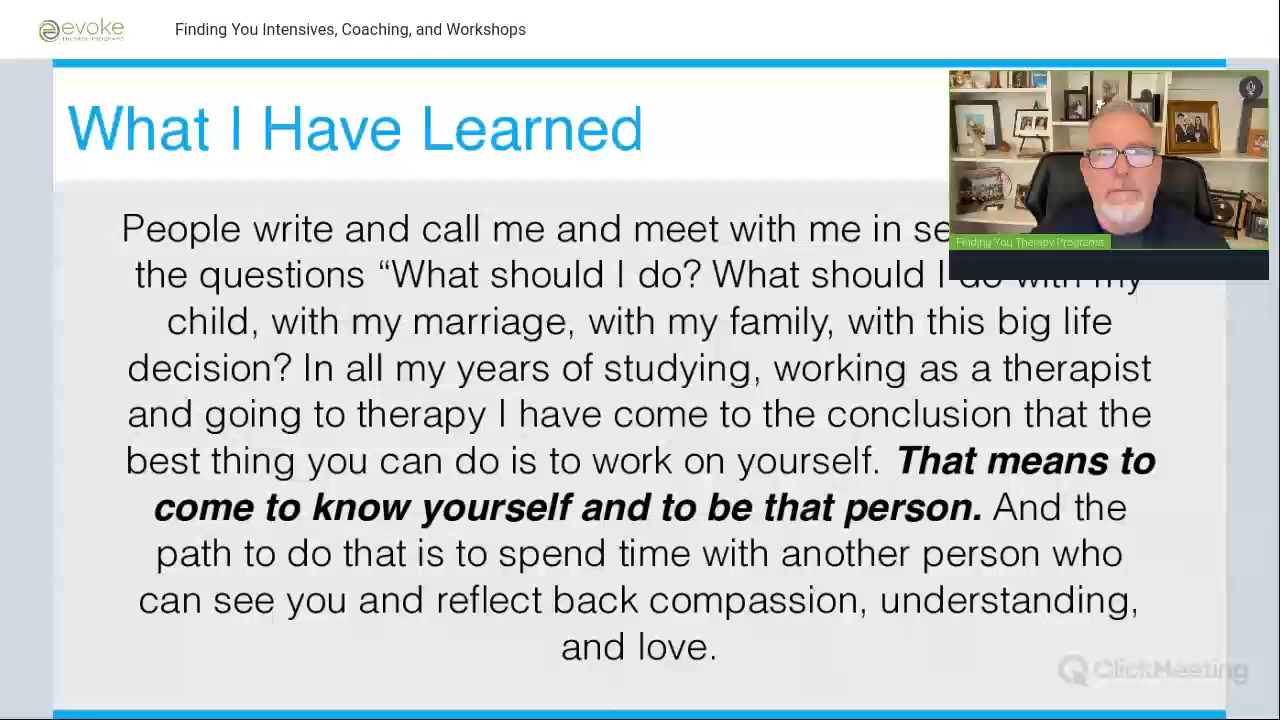 evoke
THERAPY PROGRAMS
Finding You Intensives, Coaching, and Workshops
What I Have Learned
Finding You Therapy Programs
People write and call me and meet with me in
the questions “What should I do? What should I do with my
child, with my marriage, with my family, with this big life
decision? In all my years of studying, working as a therapist
and going to therapy I have come to the conclusion that the
best thing you can do is to work on yourself. That means to
come to know yourself and to be that person. And the
path to do that is to spend time with another person who
can see you and reflect back compassion, understanding,
and love.
ClickMeeting